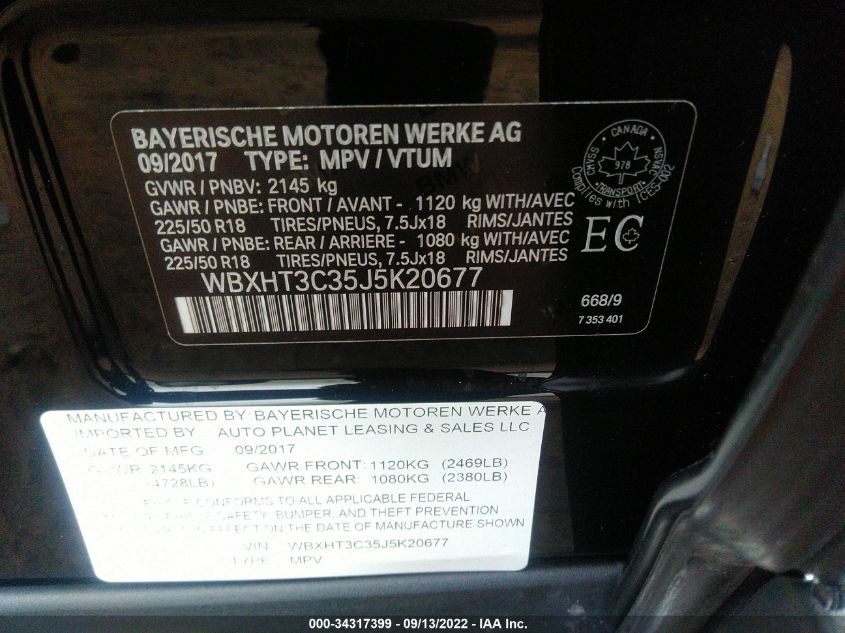 BAYERISCHE MOTOREN WERKE AG
09/2017 TYPE: MPV / VTUM
GVWR / PNBV: 2145 kg
GAWR / PNBE: FRONT / AVANT - 1120 kg WITH/AVEC
225/50 R18 TIRES/PNEUS, 7.5Jx18 RIMS/JANTES
GAWR / PNBE: REAR / ARRIERE - 1080 kg WITH/AVEC
225/50 R18 TIRES/PNEUS, 7.5Jx18 RIMS/JANTES
WBXHT3C35J5K20677
CANADA
978
TRANSPORT
Complies with ICES-002
EC
668/9
7 353 401
MANUFACTURED BY: BAYERISCHE MOTOREN WERKE A
IMPORTED BY: AUTO PLANET LEASING & SALES LLC
DATE OF MFG 09/2017
GVWR 2145KG GAWR FRONT: 1120KG (2469LB)
(4728LB) GAWR REAR: 1080KG (2380LB)
CONFORMS TO ALL APPLICABLE FEDERAL
SAFETY, BUMPER, AND THEFT PREVENTION
IN EFFECT ON THE DATE OF MANUFACTURE SHOWN
VIN WBXHT3C35J5K20677
TYPE MPV
000-34317399 - 09/13/2022 - IAA Inc.